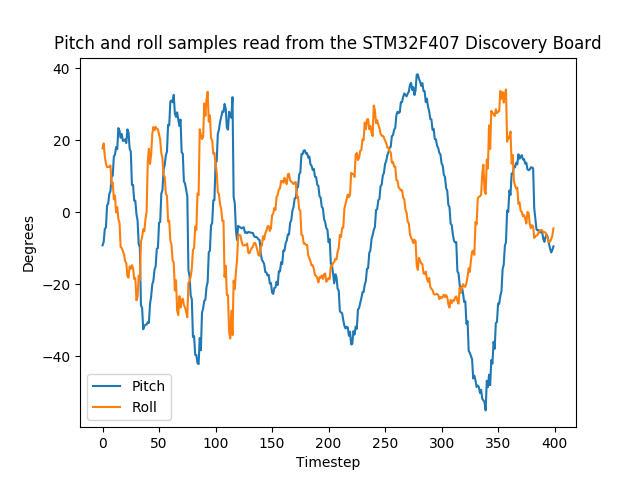 Pitch and roll samples read from the STM32F407 Discovery Board
40
20
0
−20
−40
Degrees
Pitch
Roll
0 50 100 150 200 250 300 350 400
Timestep